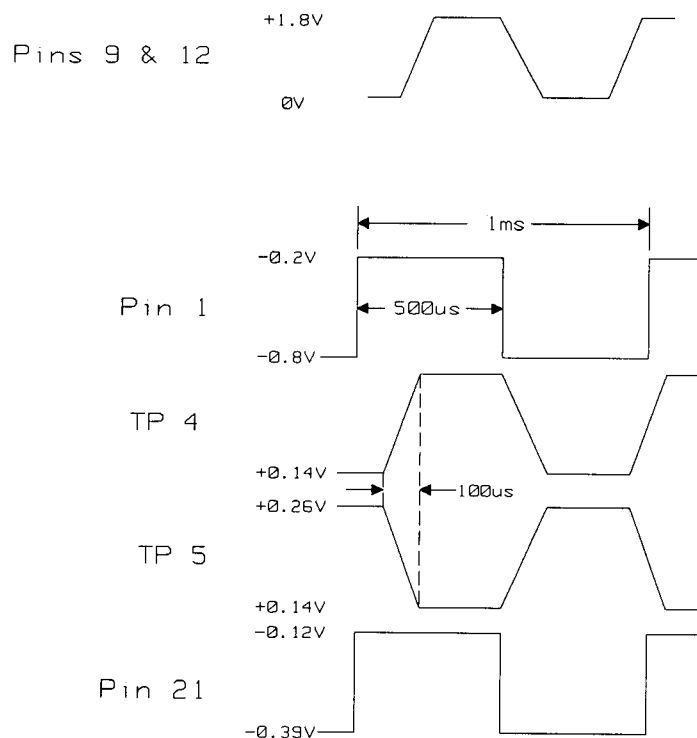 +1.8V
Pins 9 & 12
0V
1ms
-0.2V
Pin 1
500us
-0.8V
TP 4
+0.14V
100us
+0.26V
TP 5
+0.14V
-0.12V
Pin 21
-0.39V